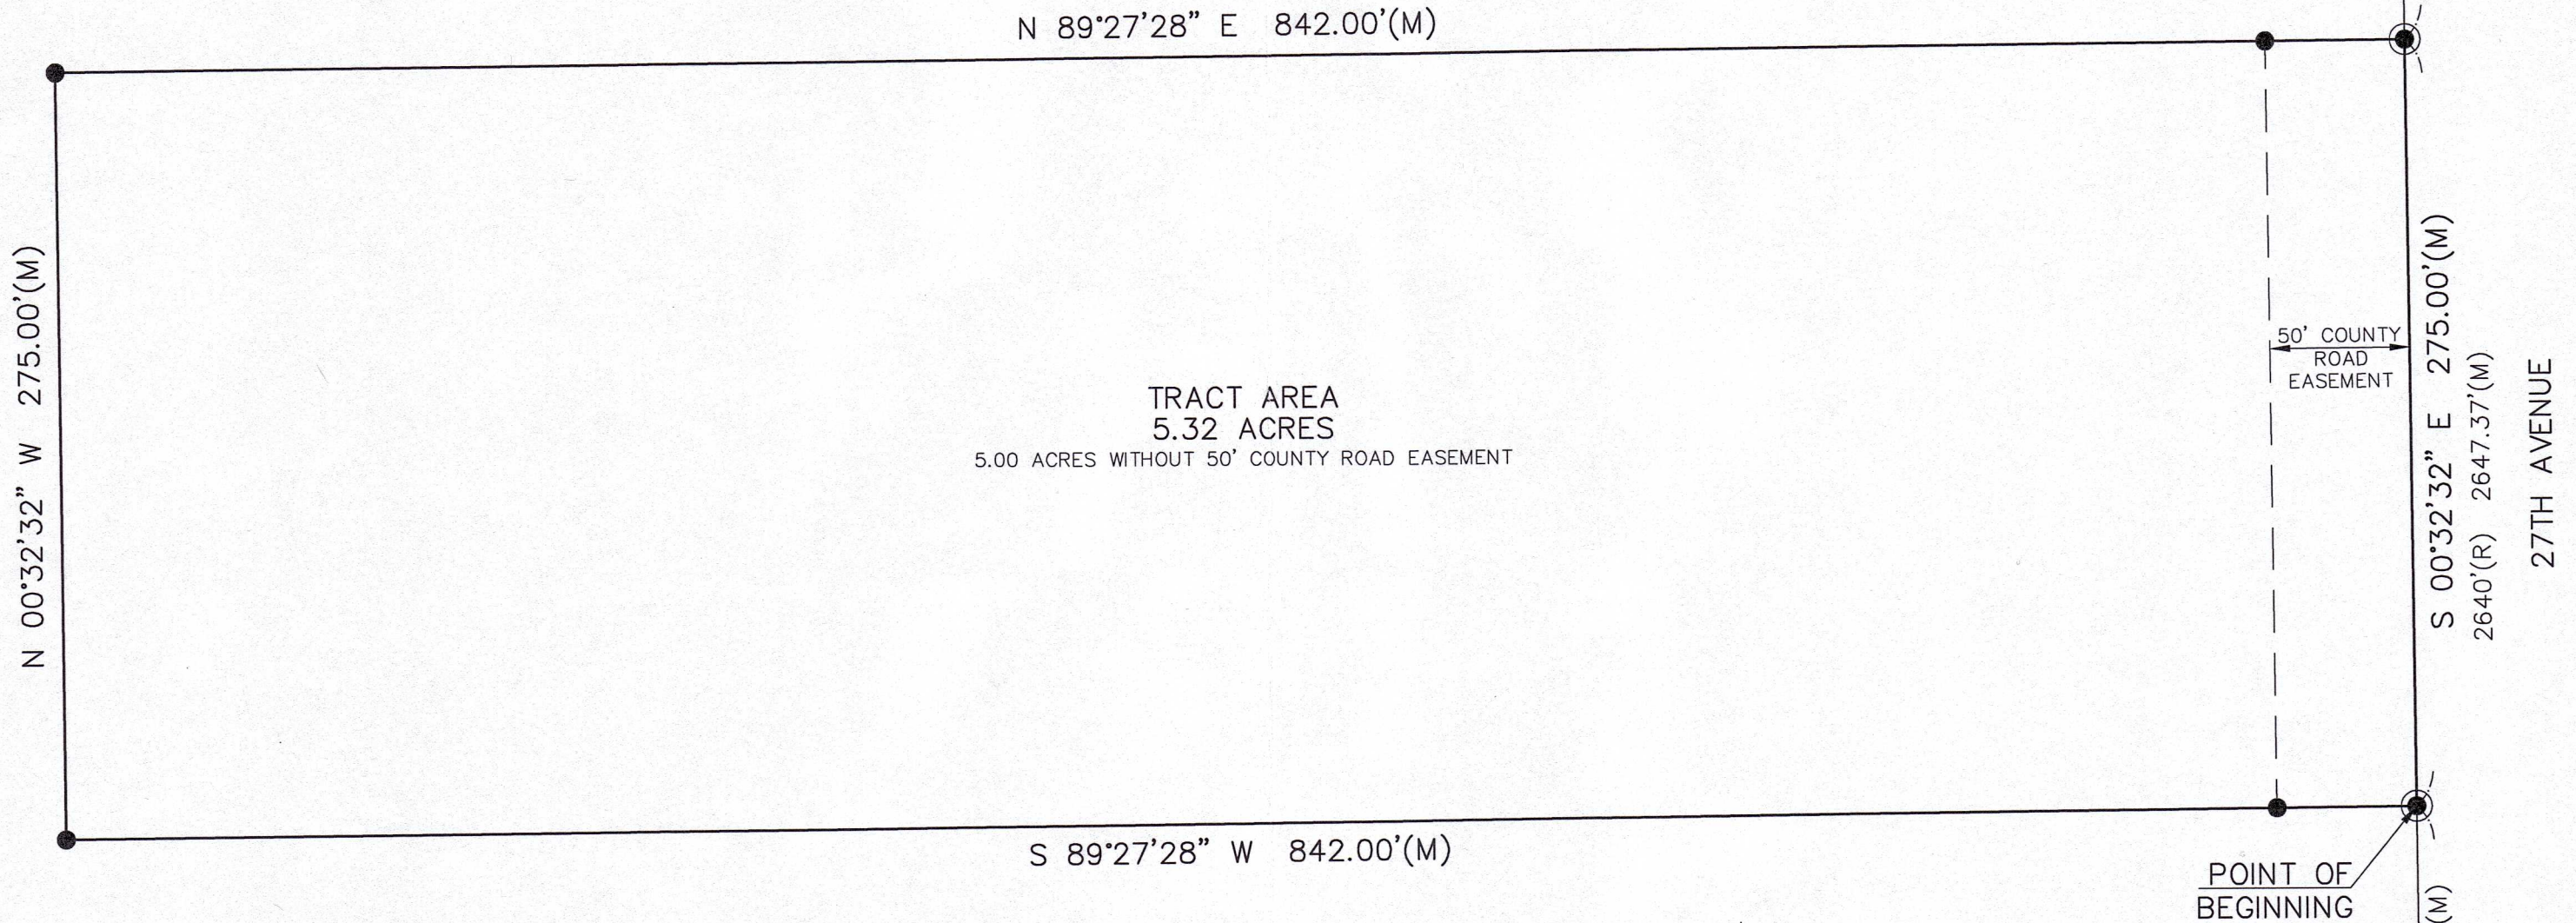 N 89°27'28" E 842.00'(M)
N 00°32'32" W 275.00'(M)
TRACT AREA
5.32 ACRES
5.00 ACRES WITHOUT 50' COUNTY ROAD EASEMENT
50' COUNTY
ROAD
EASEMENT
S 00°32'32" E 275.00'(M)
2640'(R) 2647.37'(M)
27TH AVENUE
S 89°27'28" W 842.00'(M)
POINT OF
BEGINNING
(M)